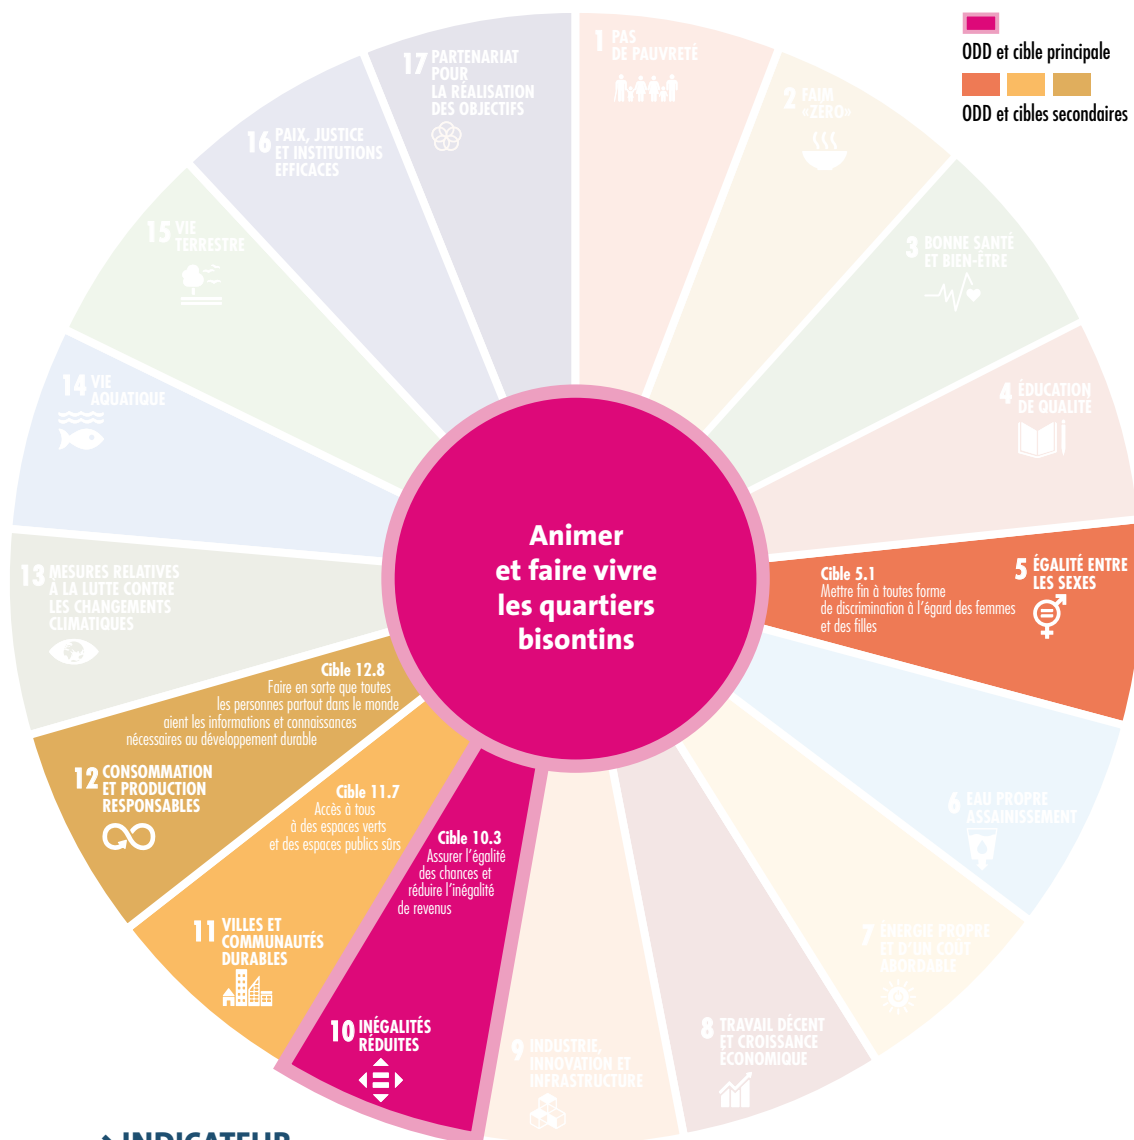 ODD et cible principale
ODD et cibles secondaires
1 PAS
DE PAUVRETÉ
2 FAIM
«ZERO»
3 BONNE SANTÉ
ET BIEN-ÊTRE
4 ÉDUCATION
DE QUALITÉ
5 ÉGALITÉ ENTRE
LES SEXES
Cible 5.1
Mettre fin à toutes forme
de discrimination à l'égard des femmes
et des filles
6 EAU PROPRE
ASSAINISSEMENT
7 ÉNERGIE PROPRE
ET D'UN COÛT
ABORDABLE
8 TRAVAIL DÉCENT
ET CROISSANCE
ÉCONOMIQUE
9 INDUSTRIE,
INNOVATION ET
INFRASTRUCTURE
Cible 10.3
Assurer l'égalité
des chances et
réduire l'inégalité
de revenus
10 INÉGALITÉS
RÉDUITES
Cible 11.7
Accès à tous
à des espaces verts
et des espaces publics sûrs
11 VILLES ET
COMMUNAUTÉS
DURABLES
Cible 12.8
Faire en sorte que toutes
les personnes partout dans le monde
aient les informations et connaissances
nécessaires au développement durable
12 CONSOMMATION
ET PRODUCTION
RESPONSABLES
13 MESURES RELATIVES
À LA LUTTE CONTRE
LES CHANGEMENTS
CLIMATIQUES
14 VIE
AQUATIQUE
15 VIE
TERRESTRE
16 PAIX, JUSTICE
ET INSTITUTIONS
EFFICACES
17 PARTENARIAT
POUR
LA RÉALISATION
DES OBJECTIFS
Animer
et faire vivre
les quartiers
bisontins
INDICATEUR